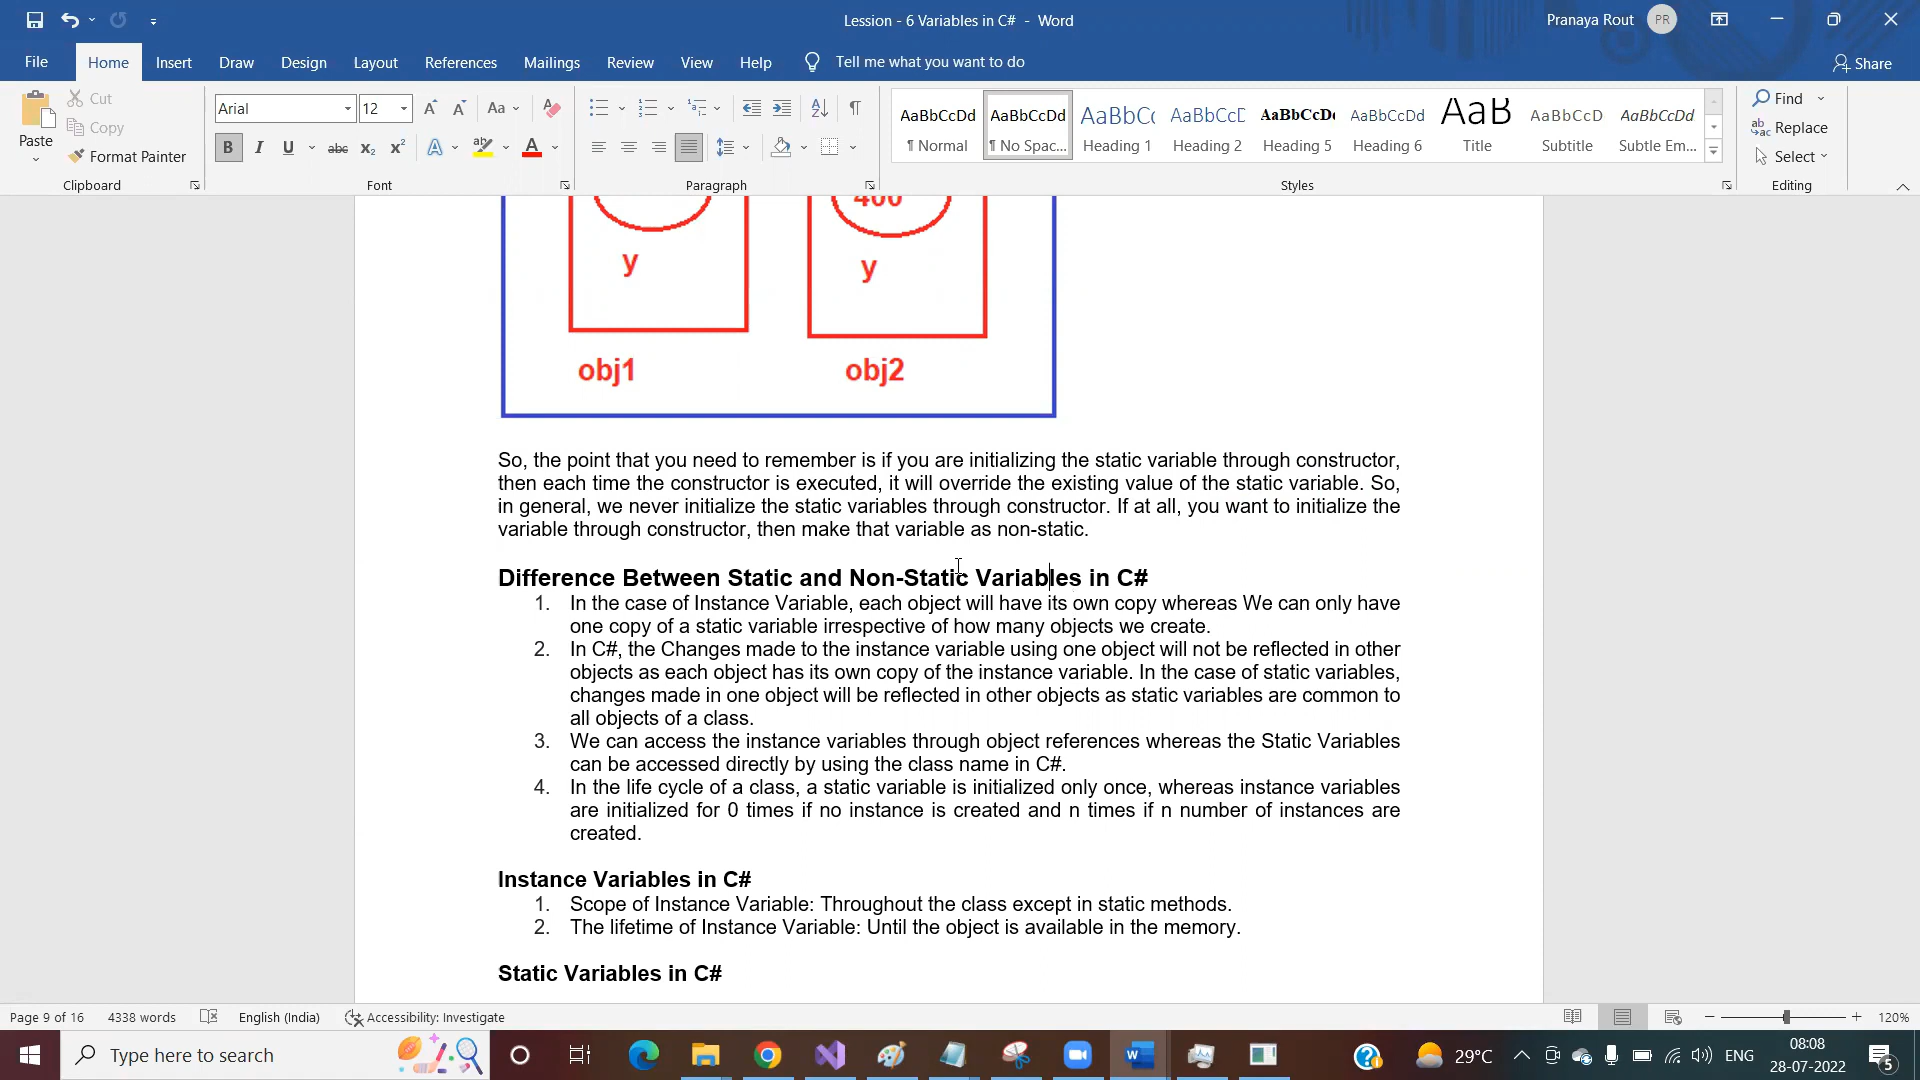 Lession - 6 Variables in C# - Word
Pranaya Rout
PR
File
Home
Insert
Draw
Design
Layout
References
Mailings
Review
View
Help
Tell me what you want to do
Share
Paste
Cut
Copy
Format Painter
Clipboard
Arial
12
Aa
B
I
U
abc
x2
x2
A
ab
A
Font
Paragraph
AaBbCcDd
¶ Normal
AaBbCcDd
¶ No Spac...
AaBbCc
Heading 1
AaBbCcD
Heading 2
AaBbCcDc
Heading 5
AaBbCcDd
Heading 6
AaB
Title
AaBbCcD
Subtitle
AaBbCcDd
Subtle Em...
Styles
Find
Replace
Select
Editing
400
y
y
obj1
obj2
So, the point that you need to remember is if you are initializing the static variable through constructor,
then each time the constructor is executed, it will override the existing value of the static variable. So,
in general, we never initialize the static variables through constructor. If at all, you want to initialize the
variable through constructor, then make that variable as non-static.
Difference Between Static and Non-Static Variables in C#
1. In the case of Instance Variable, each object will have its own copy whereas We can only have
one copy of a static variable irrespective of how many objects we create.
2. In C#, the Changes made to the instance variable using one object will not be reflected in other
objects as each object has its own copy of the instance variable. In the case of static variables,
changes made in one object will be reflected in other objects as static variables are common to
all objects of a class.
3. We can access the instance variables through object references whereas the Static Variables
can be accessed directly by using the class name in C#.
4. In the life cycle of a class, a static variable is initialized only once, whereas instance variables
are initialized for 0 times if no instance is created and n times if n number of instances are
created.
Instance Variables in C#
1. Scope of Instance Variable: Throughout the class except in static methods.
2. The lifetime of Instance Variable: Until the object is available in the memory.
Static Variables in C#
Page 9 of 16
4338 words
English (India)
Accessibility: Investigate
120%
Type here to search
29°C
ENG
08:08
28-07-2022
5